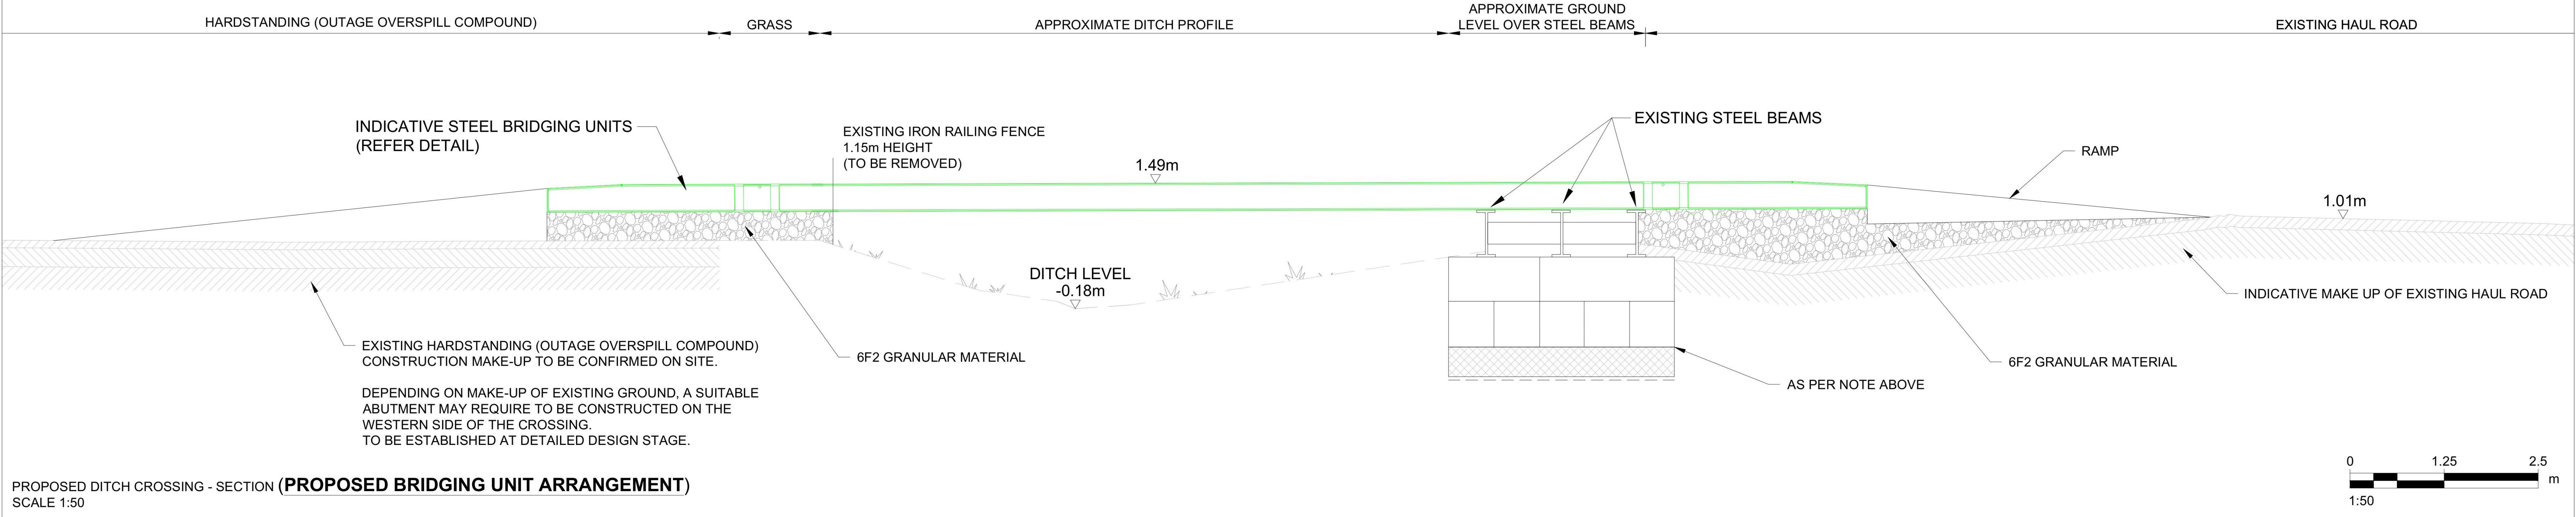 HARDSTANDING (OUTAGE OVERSPILL COMPOUND)
GRASS
APPROXIMATE DITCH PROFILE
APPROXIMATE GROUND
LEVEL OVER STEEL BEAMS
EXISTING HAUL ROAD
INDICATIVE STEEL BRIDGING UNITS
(REFER DETAIL)
EXISTING IRON RAILING FENCE
1.15m HEIGHT
(TO BE REMOVED)
1.49m
EXISTING STEEL BEAMS
RAMP
1.01m
DITCH LEVEL
-0.18m
INDICATIVE MAKE UP OF EXISTING HAUL ROAD
EXISTING HARDSTANDING (OUTAGE OVERSPILL COMPOUND)
CONSTRUCTION MAKE-UP TO BE CONFIRMED ON SITE.
DEPENDING ON MAKE-UP OF EXISTING GROUND, A SUITABLE
ABUTMENT MAY REQUIRE TO BE CONSTRUCTED ON THE
WESTERN SIDE OF THE CROSSING.
TO BE ESTABLISHED AT DETAILED DESIGN STAGE.
6F2 GRANULAR MATERIAL
AS PER NOTE ABOVE
6F2 GRANULAR MATERIAL
PROPOSED DITCH CROSSING - SECTION (PROPOSED BRIDGING UNIT ARRANGEMENT)
SCALE 1:50
0 1.25 2.5
m
1:50